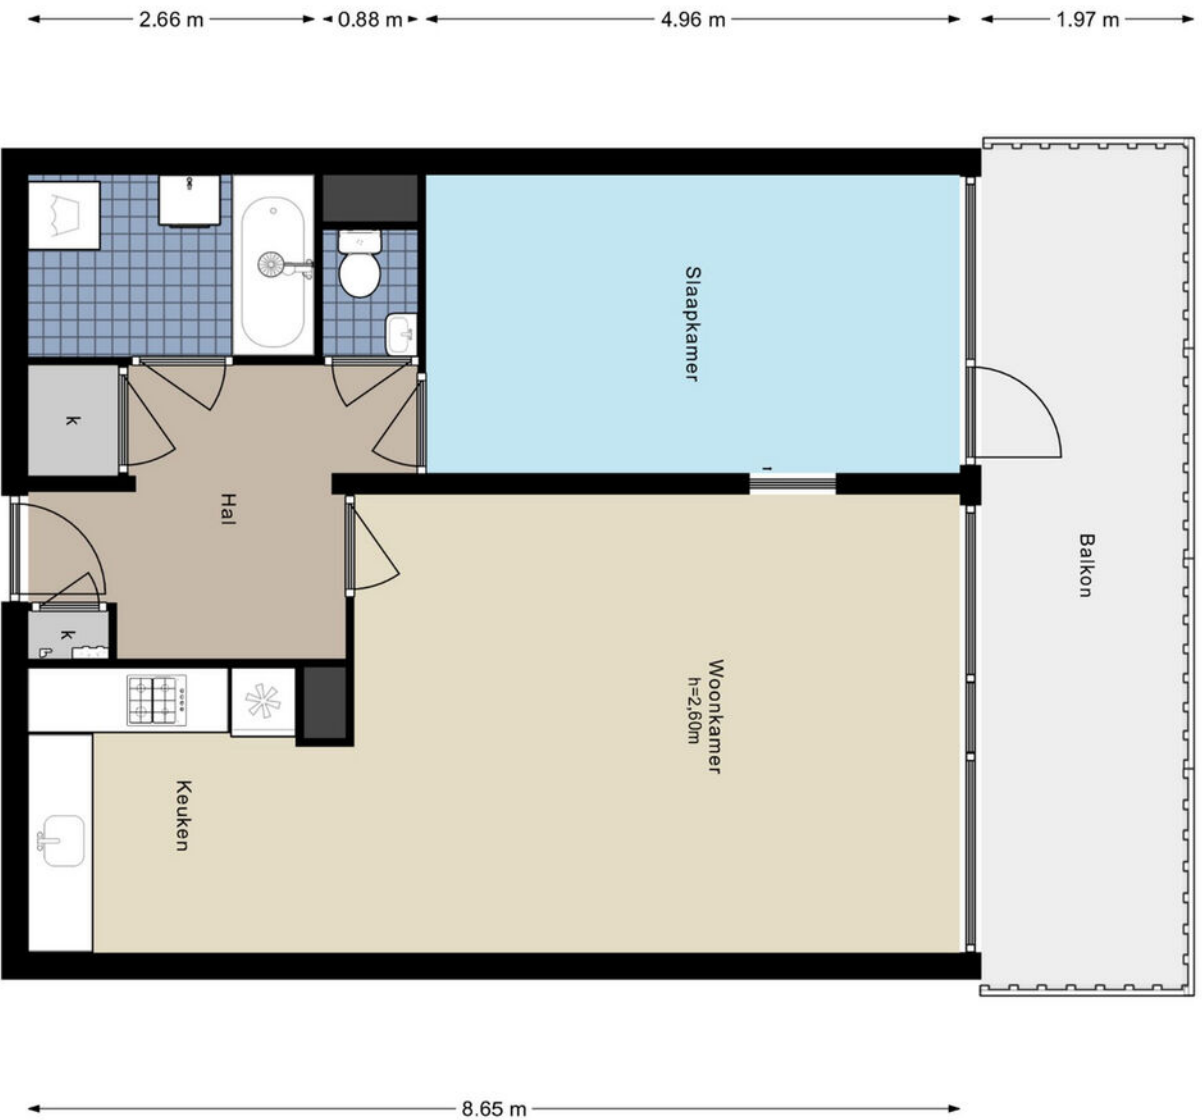 2.66 m
0.88 m
4.96 m
1.97 m
Slaapkamer
k
Hal
Balkon
k
Woonkamer
h=2,60m
Keuken
8.65 m